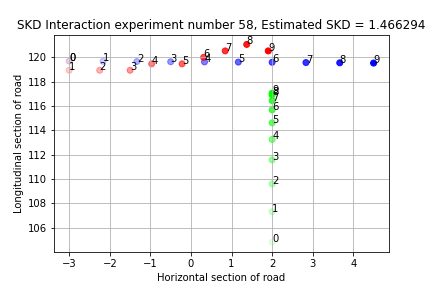 SKD Interaction experiment number 58, Estimated SKD = 1.466294
Longitudinal section of road
120
118
116
114
112
110
108
106
0 1 2 3 4 5 6 7 8 9
0 1 2 3 4 5 6 7 8 9
0 1 2 3 4 5 6 7 8 9
−3 −2 −1 0 1 2 3 4
Horizontal section of road